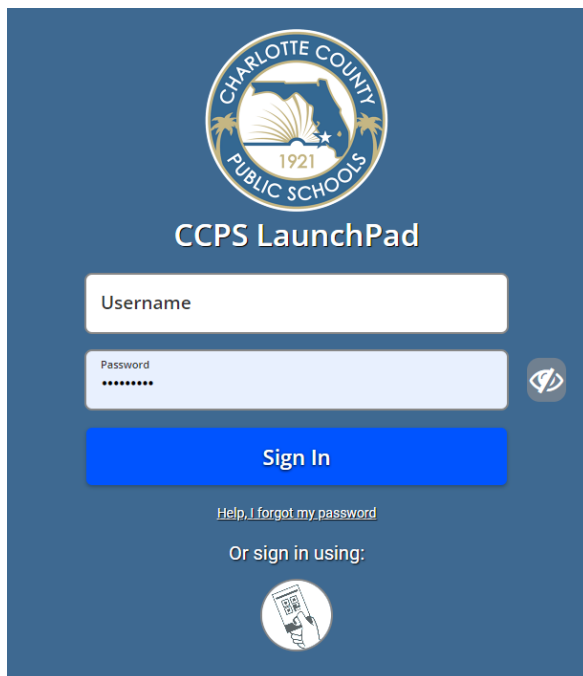 CHARLOTTE COUNTY
1921
PUBLIC SCHOOLS
CCPS LaunchPad
Username
Password
•••••••••
Sign In
Help, I forgot my password
Or sign in using: